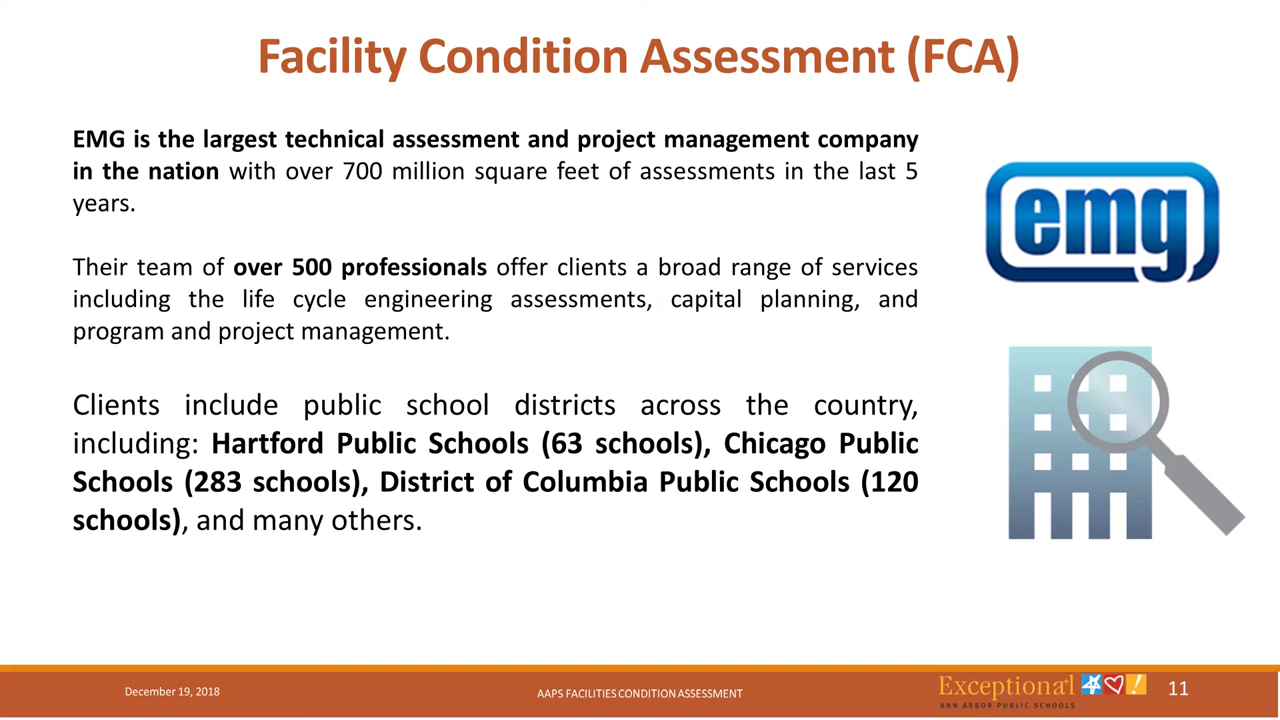 Facility Condition Assessment (FCA)
EMG is the largest technical assessment and project management company
in the nation with over 700 million square feet of assessments in the last 5
years.
Their team of over 500 professionals offer clients a broad range of services
including the life cycle engineering assessments, capital planning, and
program and project management.
Clients include public school districts across the country,
including: Hartford Public Schools (63 schools), Chicago Public
Schools (283 schools), District of Columbia Public Schools (120
schools), and many others.
emg
December 19, 2018
AAPS FACILITIES CONDITION ASSESSMENT
Exceptional
ANN ARBOR PUBLIC SCHOOLS
11